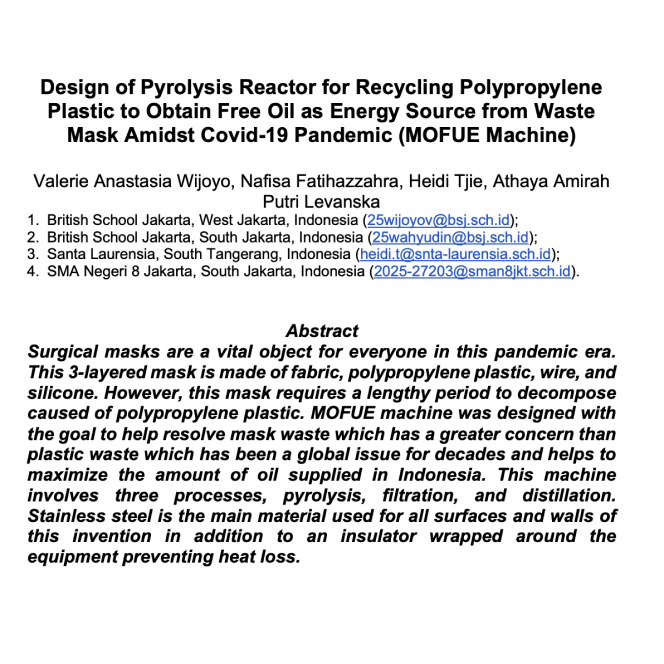 Design of Pyrolysis Reactor for Recycling Polypropylene
Plastic to Obtain Free Oil as Energy Source from Waste
Mask Amidst Covid-19 Pandemic (MOFUE Machine)
Valerie Anastasia Wijoyo, Nafisa Fatihazzahra, Heidi Tjie, Athaya Amirah
Putri Levanska
1. British School Jakarta, West Jakarta, Indonesia (25wijoyov@bsj.sch.id);
2. British School Jakarta, South Jakarta, Indonesia (25wahyudin@bsj.sch.id);
3. Santa Laurensia, South Tangerang, Indonesia (heidi.t@snta-laurensia.sch.id);
4. SMA Negeri 8 Jakarta, South Jakarta, Indonesia (2025-27203@sman8jkt.sch.id).
Abstract
Surgical masks are a vital object for everyone in this pandemic era.
This 3-layered mask is made of fabric, polypropylene plastic, wire, and
silicone. However, this mask requires a lengthy period to decompose
caused of polypropylene plastic. MOFUE machine was designed with
the goal to help resolve mask waste which has a greater concern than
plastic waste which has been a global issue for decades and helps to
maximize the amount of oil supplied in Indonesia. This machine
involves three processes, pyrolysis, filtration, and distillation.
Stainless steel is the main material used for all surfaces and walls of
this invention in addition to an insulator wrapped around the
equipment preventing heat loss.